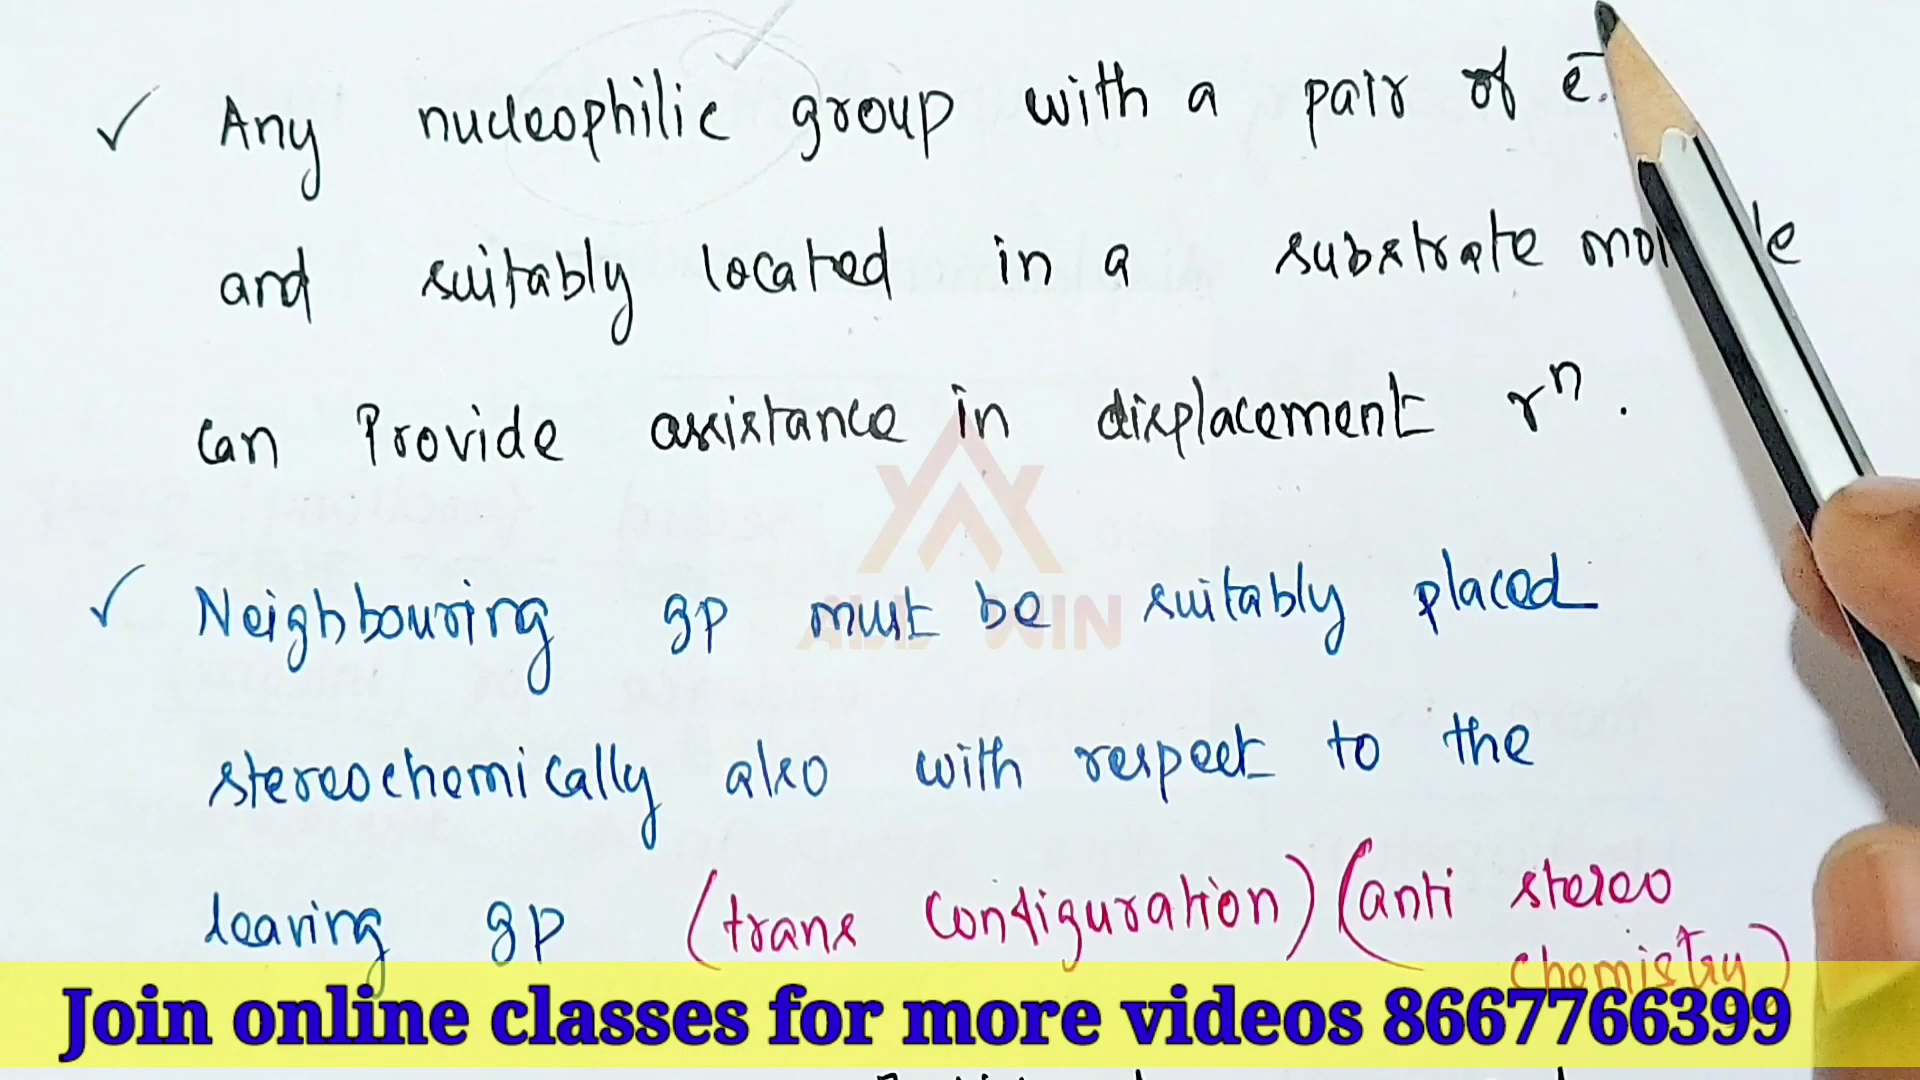 ✓ Any nucleophilic group with a pair of e⁻
and suitably located in a substrate
can Provide assistance in displacement rⁿ.
✓ Neighbouring gp must be suitably placed
stereochemically also with respect to the
leaving gp (trans configuration) (anti stereo
chemistry)
ALL WIN
Join online classes for more videos 8667766399